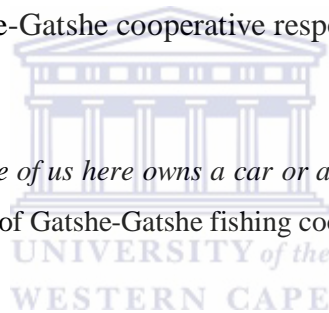 e-Gatshe cooperative respo
e of us here owns a car or a
of Gatshe-Gatshe fishing coo
UNIVERSITY of the
WESTERN CAPE